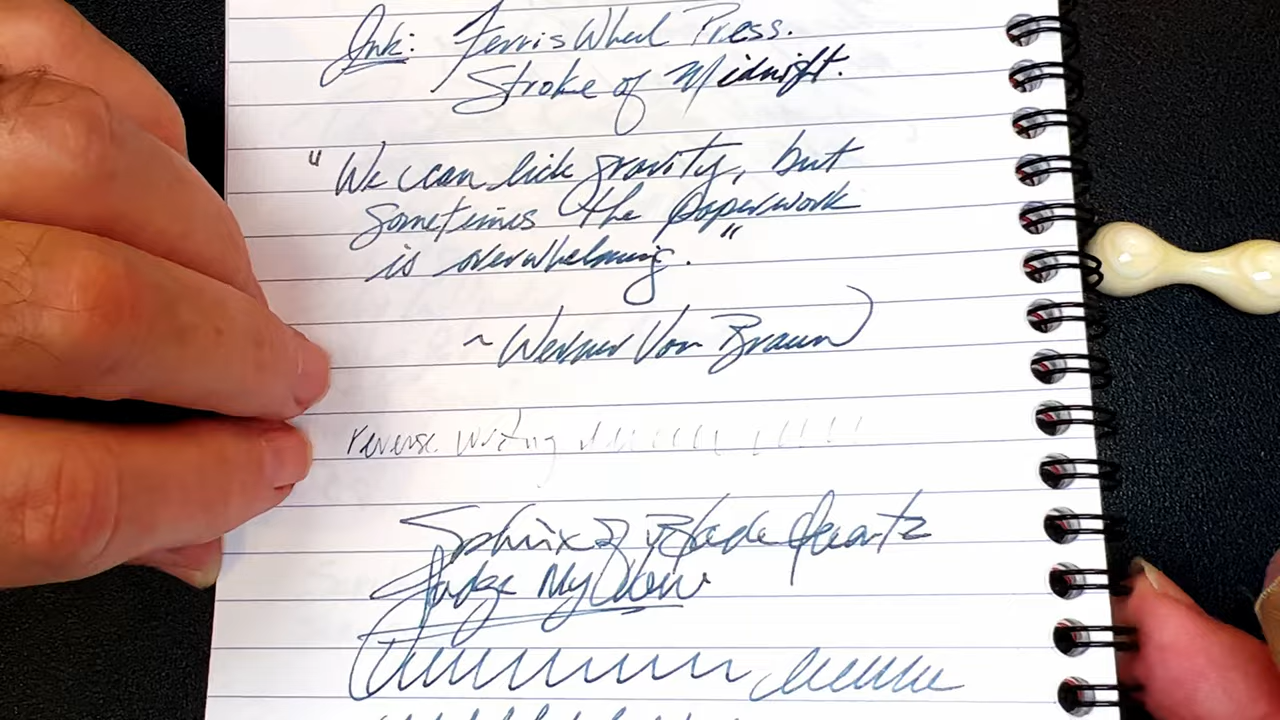 Ink: Ferris Wheel Press.
Stroke of Midnight.
"We can lick gravity, but
sometimes the paperwork
is overwhelming."
~ Werner Von Braun
reverse writing
Sphinx of Black Quartz
Judge My Vow